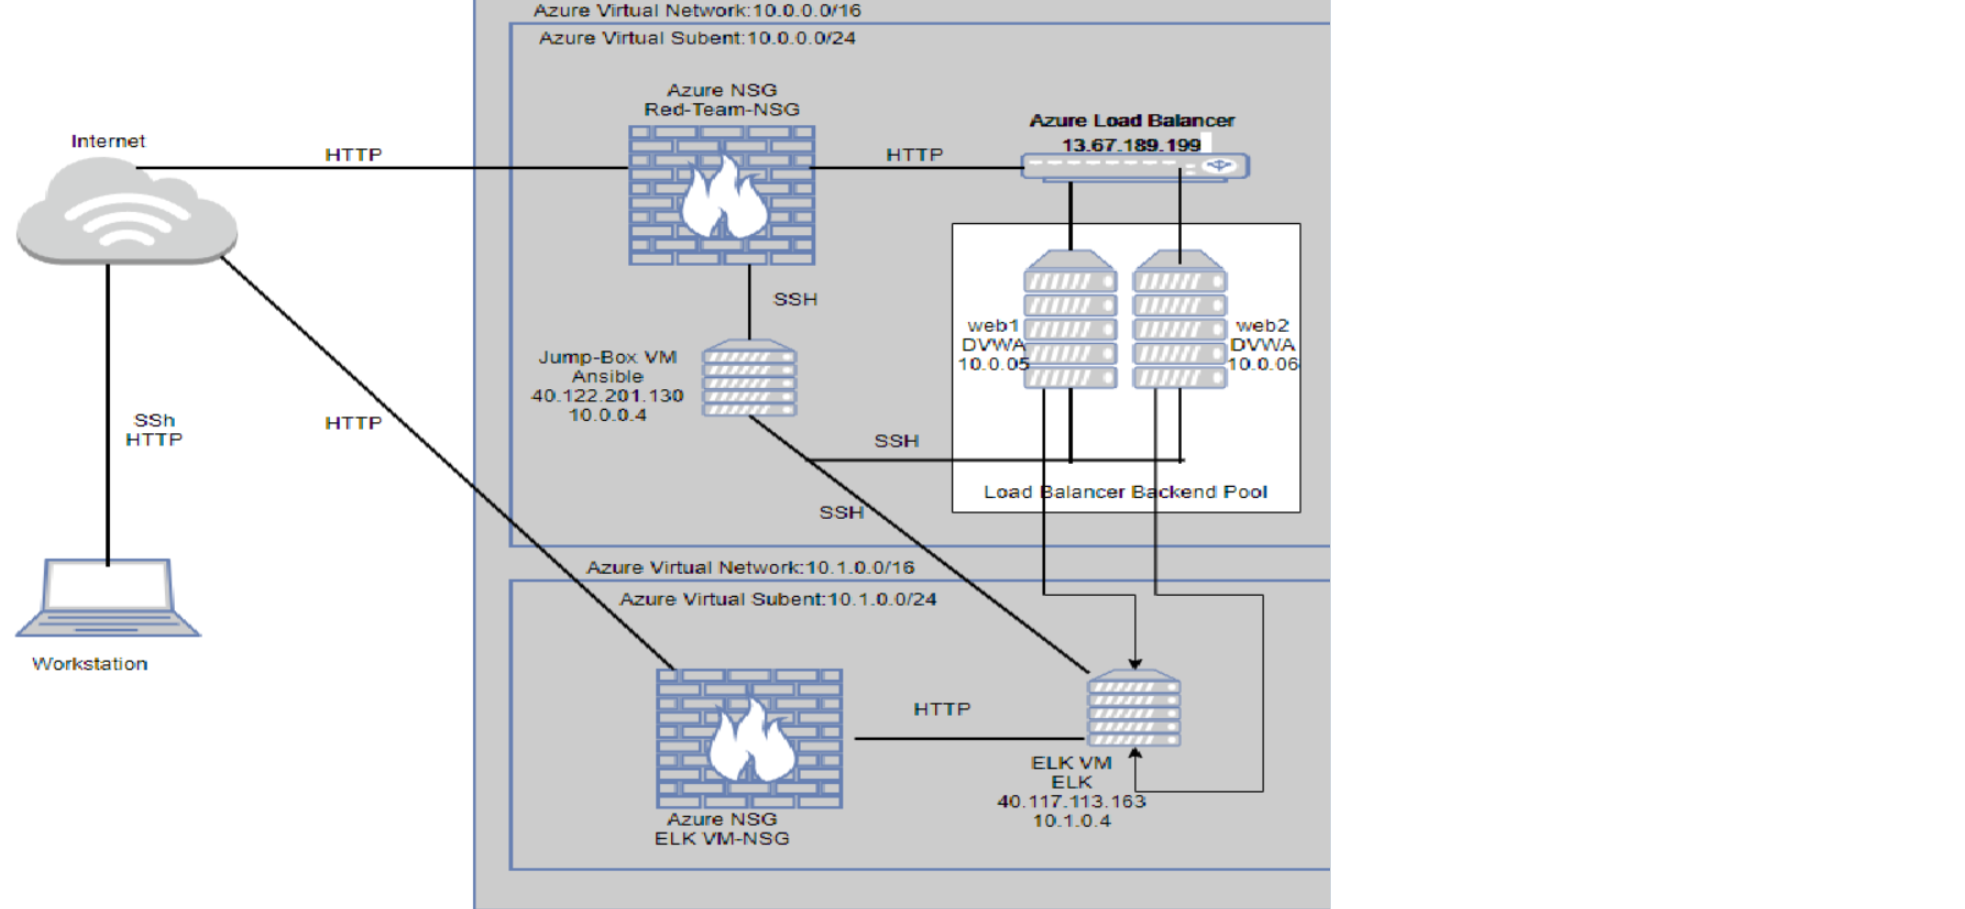 Azure Virtual Network:10.0.0.0/16
Azure Virtual Subent:10.0.0.0/24
Azure NSG
Red-Team-NSG
Azure Load Balancer
13.67.189.199
Internet
HTTP
HTTP
SSH
web1
DVWA
10.0.05
web2
DVWA
10.0.06
Jump-Box VM
Ansible
40.122.201.130
10.0.0.4
SSh
HTTP
HTTP
SSH
Load Balancer Backend Pool
SSH
Azure Virtual Network:10.1.0.0/16
Azure Virtual Subent:10.1.0.0/24
Workstation
HTTP
ELK VM
ELK
40.117.113.163
10.1.0.4
Azure NSG
ELK VM-NSG